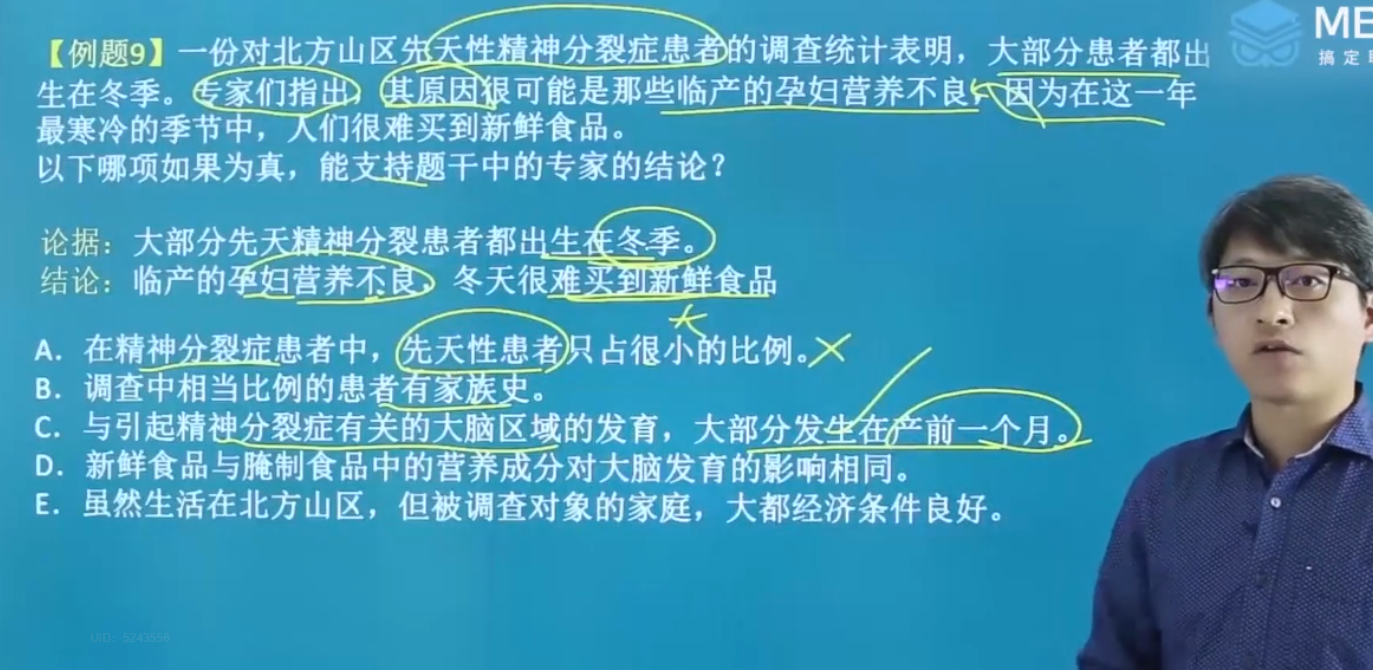 ME
搞定
【例题9】一份对北方山区先天性精神分裂症患者的调查统计表明，大部分患者都出
生在冬季。专家们指出，其原因很可能是那些临产的孕妇营养不良，因为在这一年
最寒冷的季节中，人们很难买到新鲜食品。
以下哪项如果为真，能支持题干中的专家的结论？
论据：大部分先天精神分裂患者都出生在冬季。
结论：临产的孕妇营养不良，冬天很难买到新鲜食品
A．在精神分裂症患者中，先天性患者只占很小的比例。
B．调查中相当比例的患者有家族史。
C．与引起精神分裂症有关的大脑区域的发育，大部分发生在产前一个月。
D．新鲜食品与腌制食品中的营养成分对大脑发育的影响相同。
E．虽然生活在北方山区，但被调查对象的家庭，大都经济条件良好。
UID: 5243556